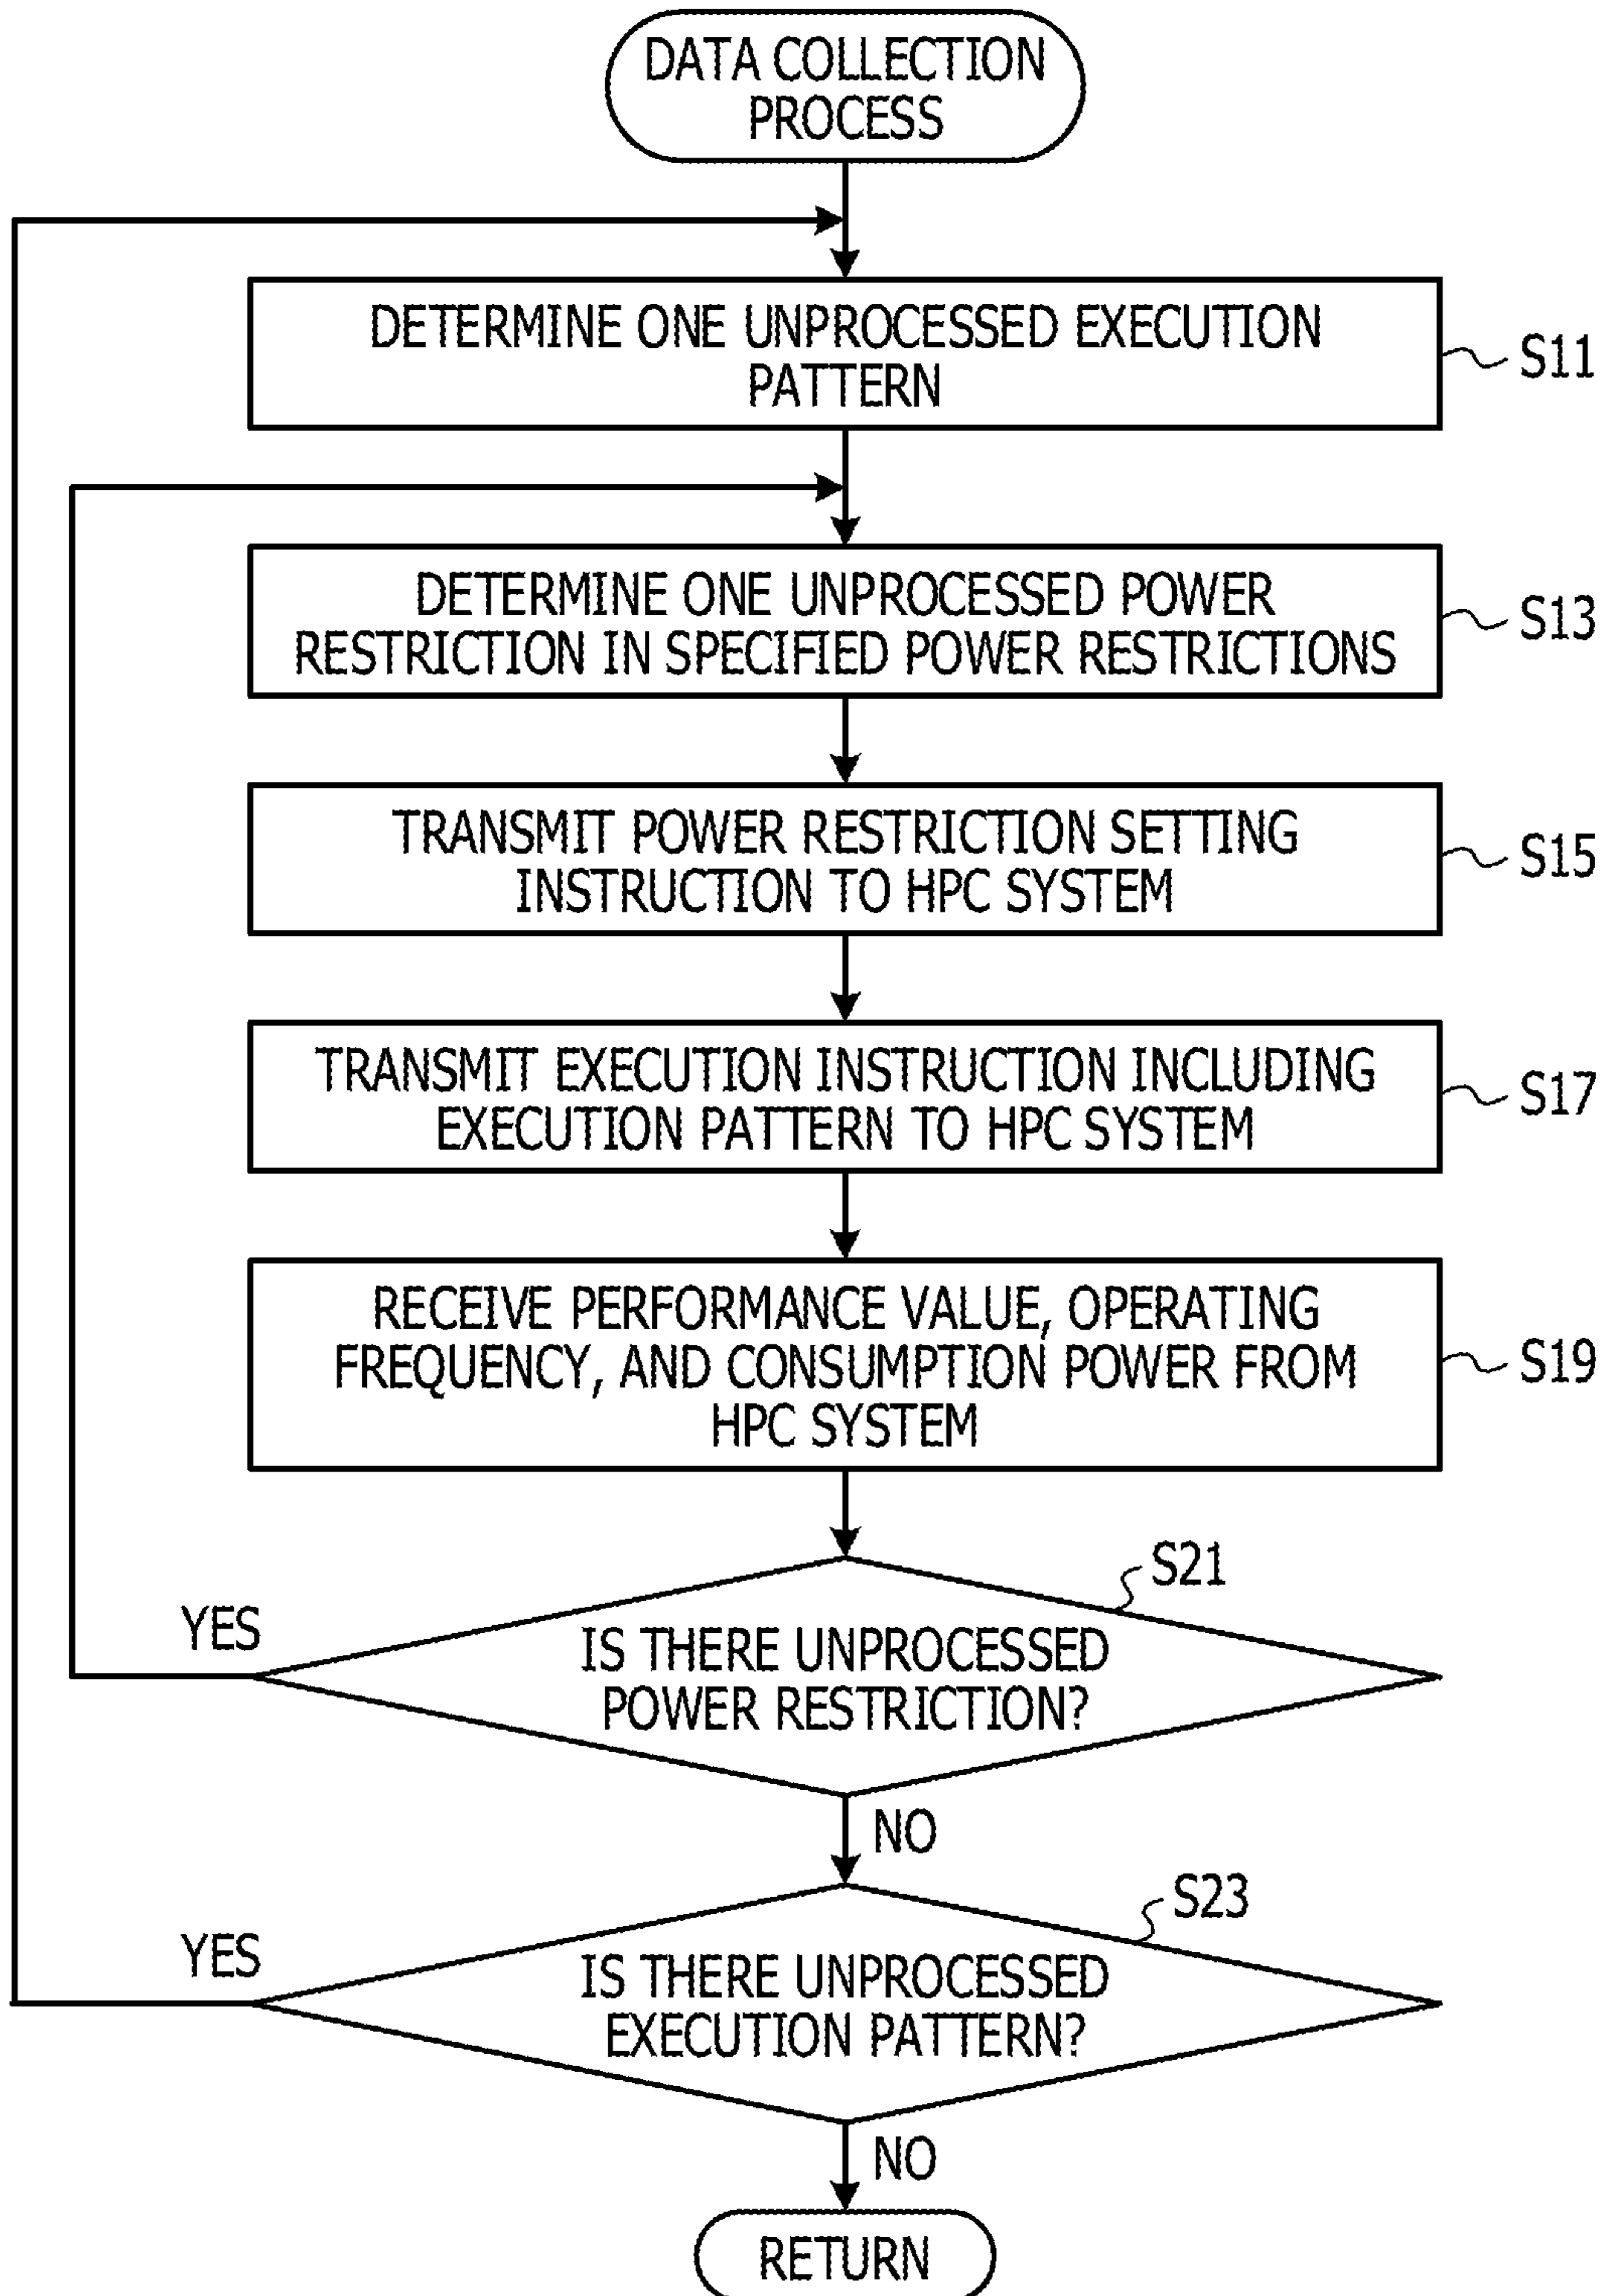 DATA COLLECTION
PROCESS
DETERMINE ONE UNPROCESSED EXECUTION
PATTERN
S11
DETERMINE ONE UNPROCESSED POWER
RESTRICTION IN SPECIFIED POWER RESTRICTIONS
S13
TRANSMIT POWER RESTRICTION SETTING
INSTRUCTION TO HPC SYSTEM
S15
TRANSMIT EXECUTION INSTRUCTION INCLUDING
EXECUTION PATTERN TO HPC SYSTEM
S17
RECEIVE PERFORMANCE VALUE, OPERATING
FREQUENCY, AND CONSUMPTION POWER FROM
HPC SYSTEM
S19
S21
YES
IS THERE UNPROCESSED
POWER RESTRICTION?
NO
S23
YES
IS THERE UNPROCESSED
EXECUTION PATTERN?
NO
RETURN